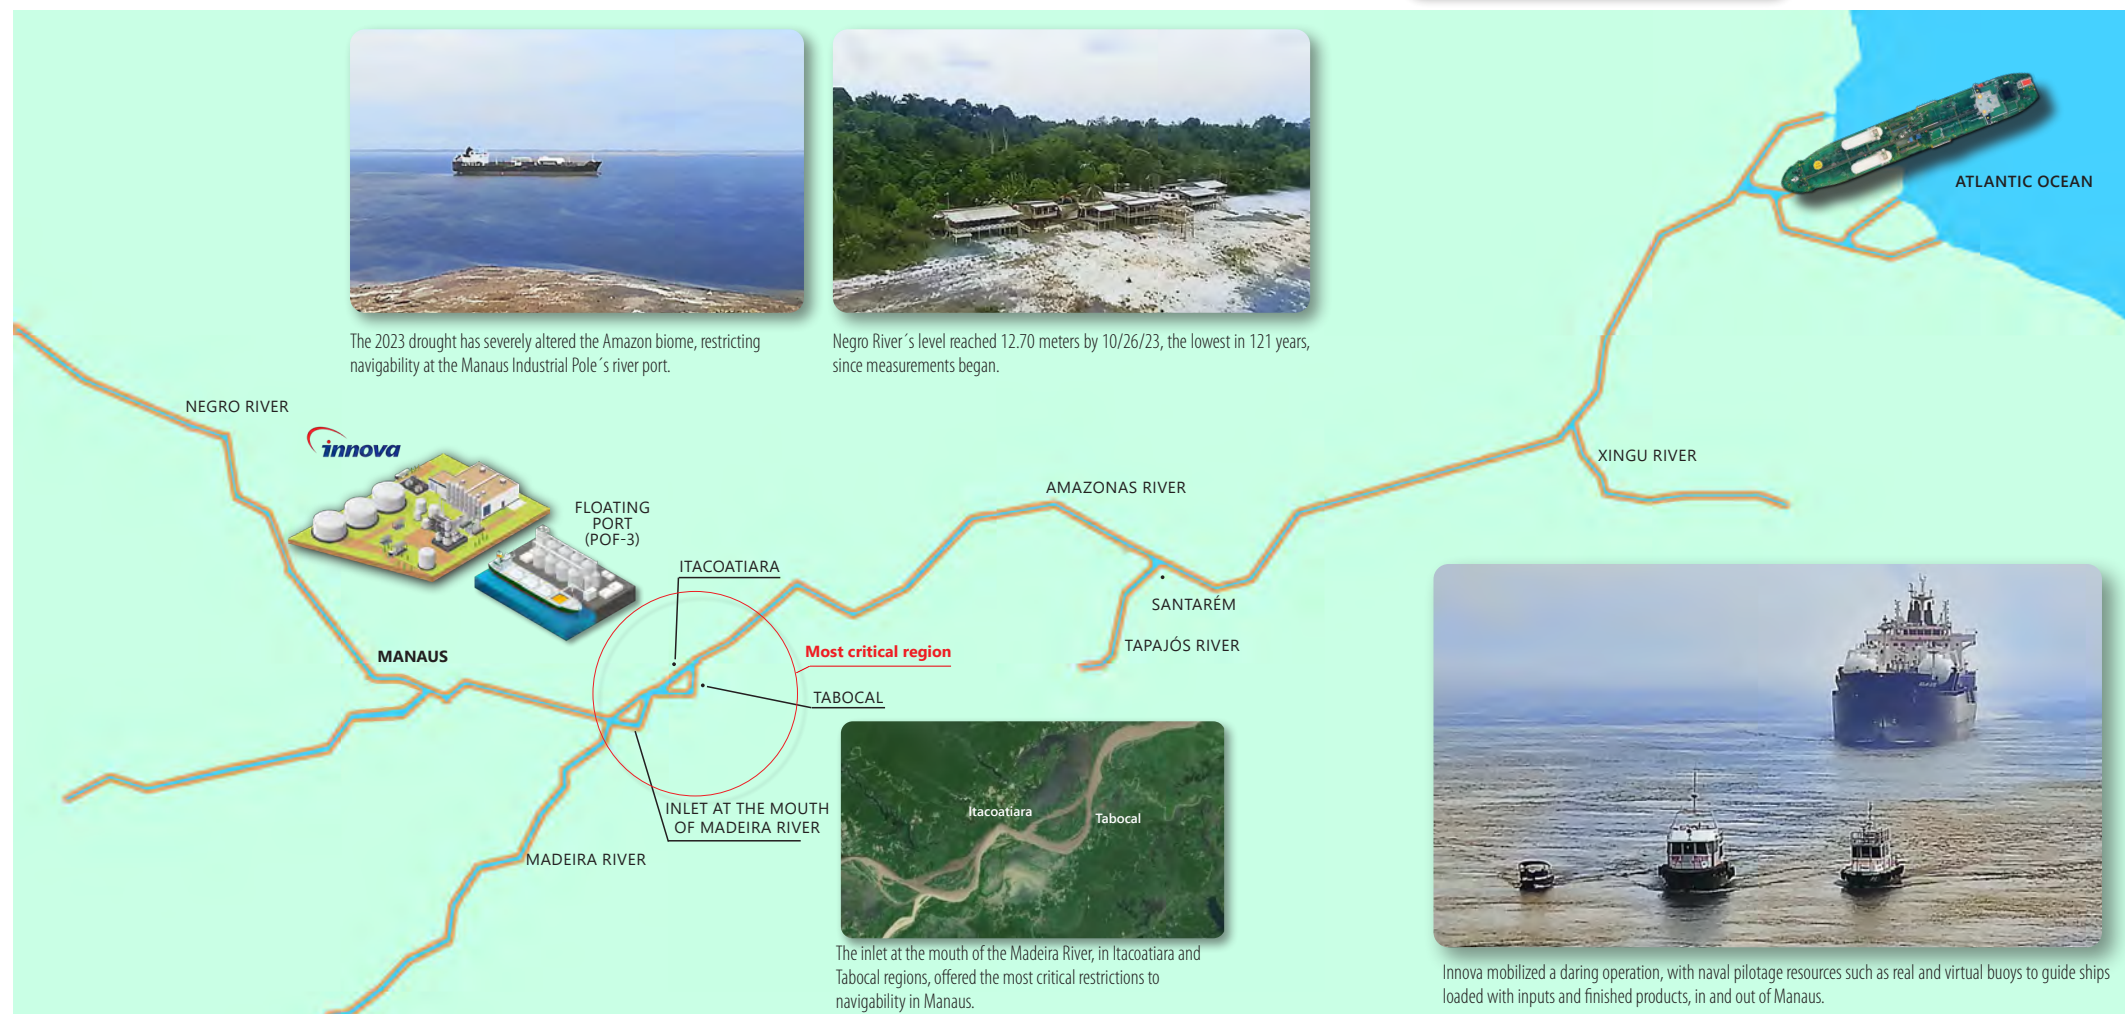 ATLANTIC OCEAN
The 2023 drought has severely altered the Amazon biome, restricting
navigability at the Manaus Industrial Pole´s river port.
Negro River´s level reached 12.70 meters by 10/26/23, the lowest in 121 years,
since measurements began.
NEGRO RIVER
innova
FLOATING
PORT
(POF-3)
XINGU RIVER
AMAZONAS RIVER
ITACOATIARA
SANTARÉM
TAPAJÓS RIVER
MANAUS
Most critical region
TABOCAL
INLET AT THE MOUTH
OF MADEIRA RIVER
MADEIRA RIVER
Itacoatiara
Tabocal
The inlet at the mouth of the Madeira River, in Itacoatiara and
Tabocal regions, offered the most critical restrictions to
navigability in Manaus.
Innova mobilized a daring operation, with naval pilotage resources such as real and virtual buoys to guide ships
loaded with inputs and finished products, in and out of Manaus.